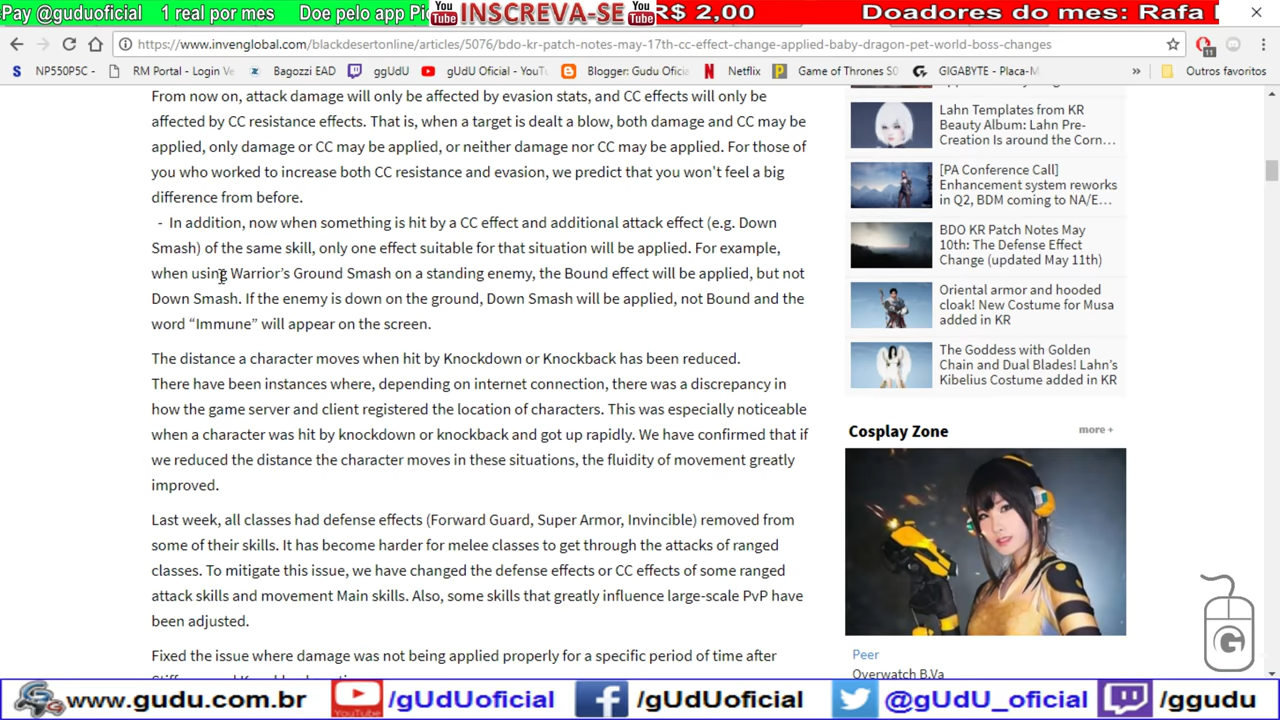 Pay @guduoficial 1 real por mes Doe pelo app Pic
You Tube INSCREVA-SE You Tube
R$ 2,00 Doadores do mes: Rafa
https://www.invenglobal.com/blackdesertonline/articles/5076/bdo-kr-patch-notes-may-17th-cc-effect-change-applied-baby-dragon-pet-world-boss-changes
11
NP550P5C - RM Portal - Login Ve Bagozzi EAD ggUdU gUdU Oficial - YouT Blogger: Gudu Oficia Netflix Game of Thrones S0 GIGABYTE - Placa-M » Outros favoritos
From now on, attack damage will only be affected by evasion stats, and CC effects will only be
affected by CC resistance effects. That is, when a target is dealt a blow, both damage and CC may be
applied, only damage or CC may be applied, or neither damage nor CC may be applied. For those of
you who worked to increase both CC resistance and evasion, we predict that you won't feel a big
difference from before.
- In addition, now when something is hit by a CC effect and additional attack effect (e.g. Down
Smash) of the same skill, only one effect suitable for that situation will be applied. For example,
when using Warrior's Ground Smash on a standing enemy, the Bound effect will be applied, but not
Down Smash. If the enemy is down on the ground, Down Smash will be applied, not Bound and the
word “Immune” will appear on the screen.
The distance a character moves when hit by Knockdown or Knockback has been reduced.
There have been instances where, depending on internet connection, there was a discrepancy in
how the game server and client registered the location of characters. This was especially noticeable
when a character was hit by knockdown or knockback and got up rapidly. We have confirmed that if
we reduced the distance the character moves in these situations, the fluidity of movement greatly
improved.
Last week, all classes had defense effects (Forward Guard, Super Armor, Invincible) removed from
some of their skills. It has become harder for melee classes to get through the attacks of ranged
classes. To mitigate this issue, we have changed the defense effects or CC effects of some ranged
attack skills and movement Main skills. Also, some skills that greatly influence large-scale PvP have
been adjusted.
Fixed the issue where damage was not being applied properly for a specific period of time after
Lahn Templates from KR
Beauty Album: Lahn Pre-
Creation Is around the Corn…
[PA Conference Call]
Enhancement system reworks
in Q2, BDM coming to NA/E…
BDO KR Patch Notes May
10th: The Defense Effect
Change (updated May 11th)
Oriental armor and hooded
cloak! New Costume for Musa
added in KR
The Goddess with Golden
Chain and Dual Blades! Lahn's
Kibelius Costume added in KR
Cosplay Zone
more +
Peer
Overwatch B.Va
G
www.gudu.com.br YouTube /gUdUoficial /gUdUoficial @gUdU_oficial /ggudu